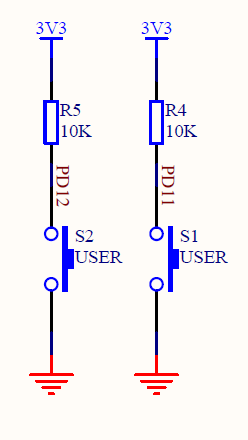 3V3
R5
10K
PD12
S2
USER
3V3
R4
10K
PD11
S1
USER